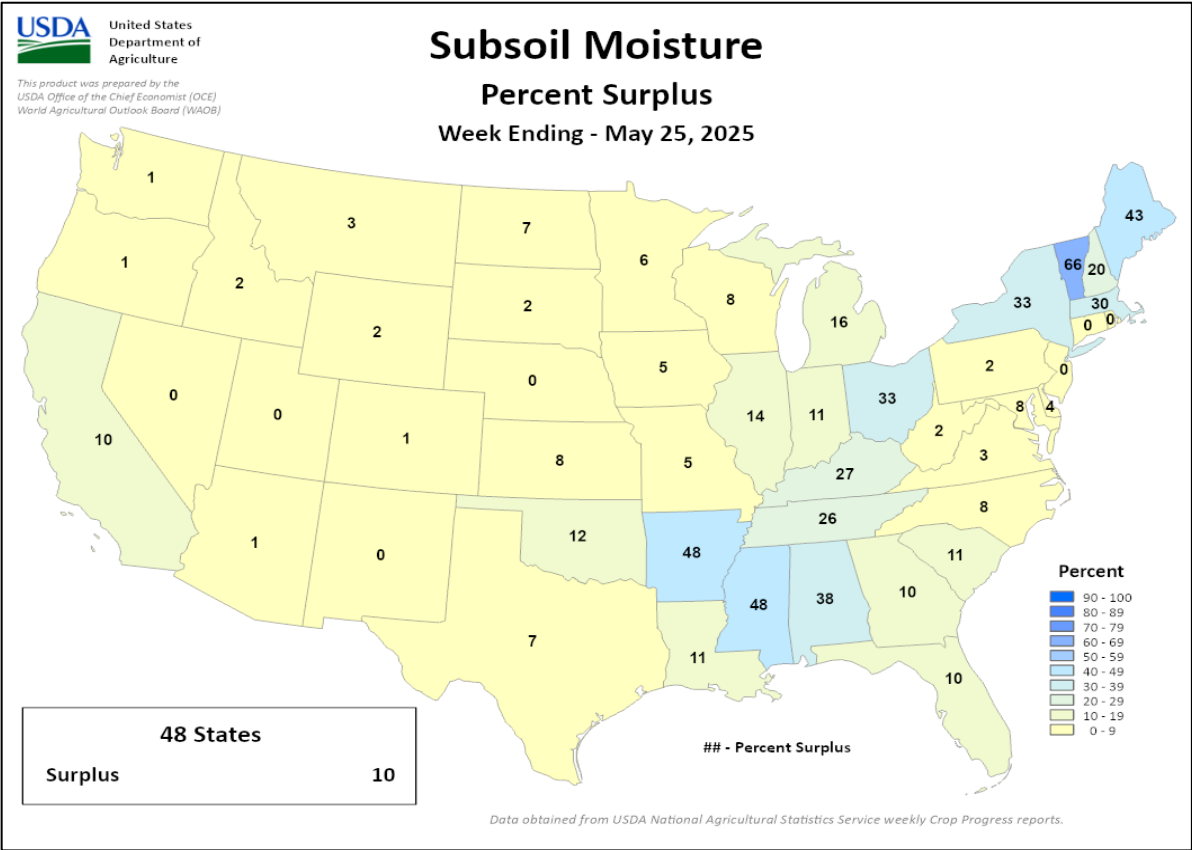 USDA
United States
Department of
Agriculture
This product was prepared by the
USDA Office of the Chief Economist (OCE)
World Agricultural Outlook Board (WAOB)
Subsoil Moisture
Percent Surplus
Week Ending - May 25, 2025
1
3
7
6
43
1
2
2
2
8
16
66
20
33
30
0
0
0
0
0
5
2
0
10
1
8
5
14
11
33
2
8
4
3
27
1
0
12
48
26
8
48
38
10
11
7
11
10
Percent
90 - 100
80 - 89
70 - 79
60 - 69
50 - 59
40 - 49
30 - 39
20 - 29
10 - 19
0 - 9
48 States
Surplus 10
## - Percent Surplus
Data obtained from USDA National Agricultural Statistics Service weekly Crop Progress reports.